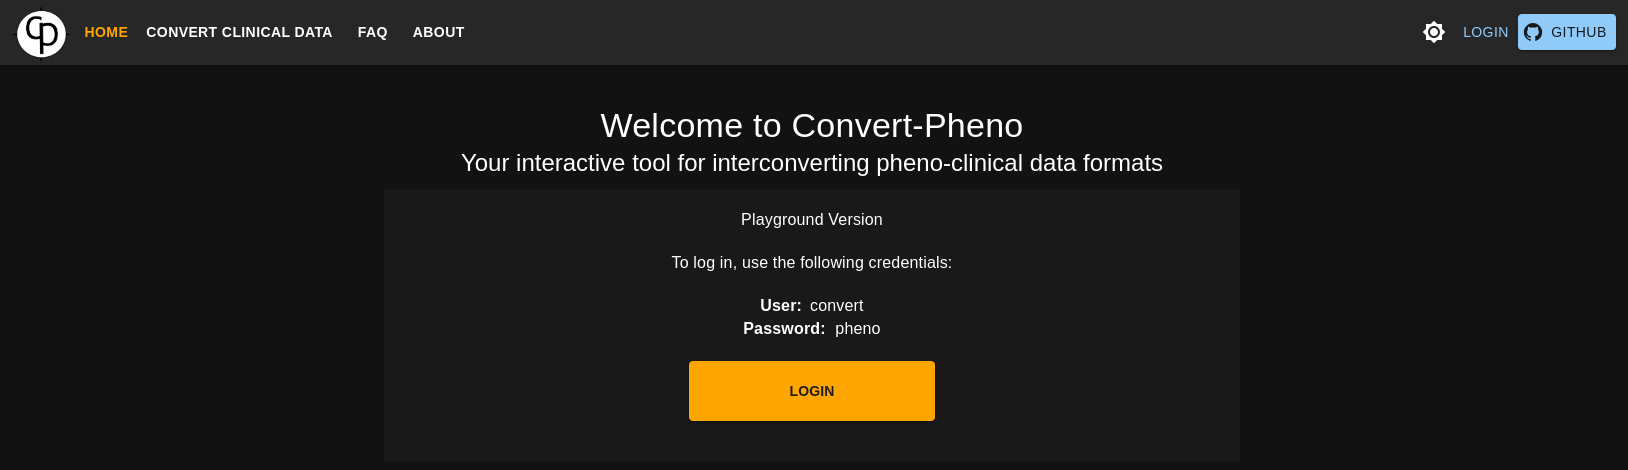 cp HOME CONVERT CLINICAL DATA FAQ ABOUT LOGIN GITHUB
Welcome to Convert-Pheno
Your interactive tool for interconverting pheno-clinical data formats
Playground Version
To log in, use the following credentials:
User: convert
Password: pheno
LOGIN